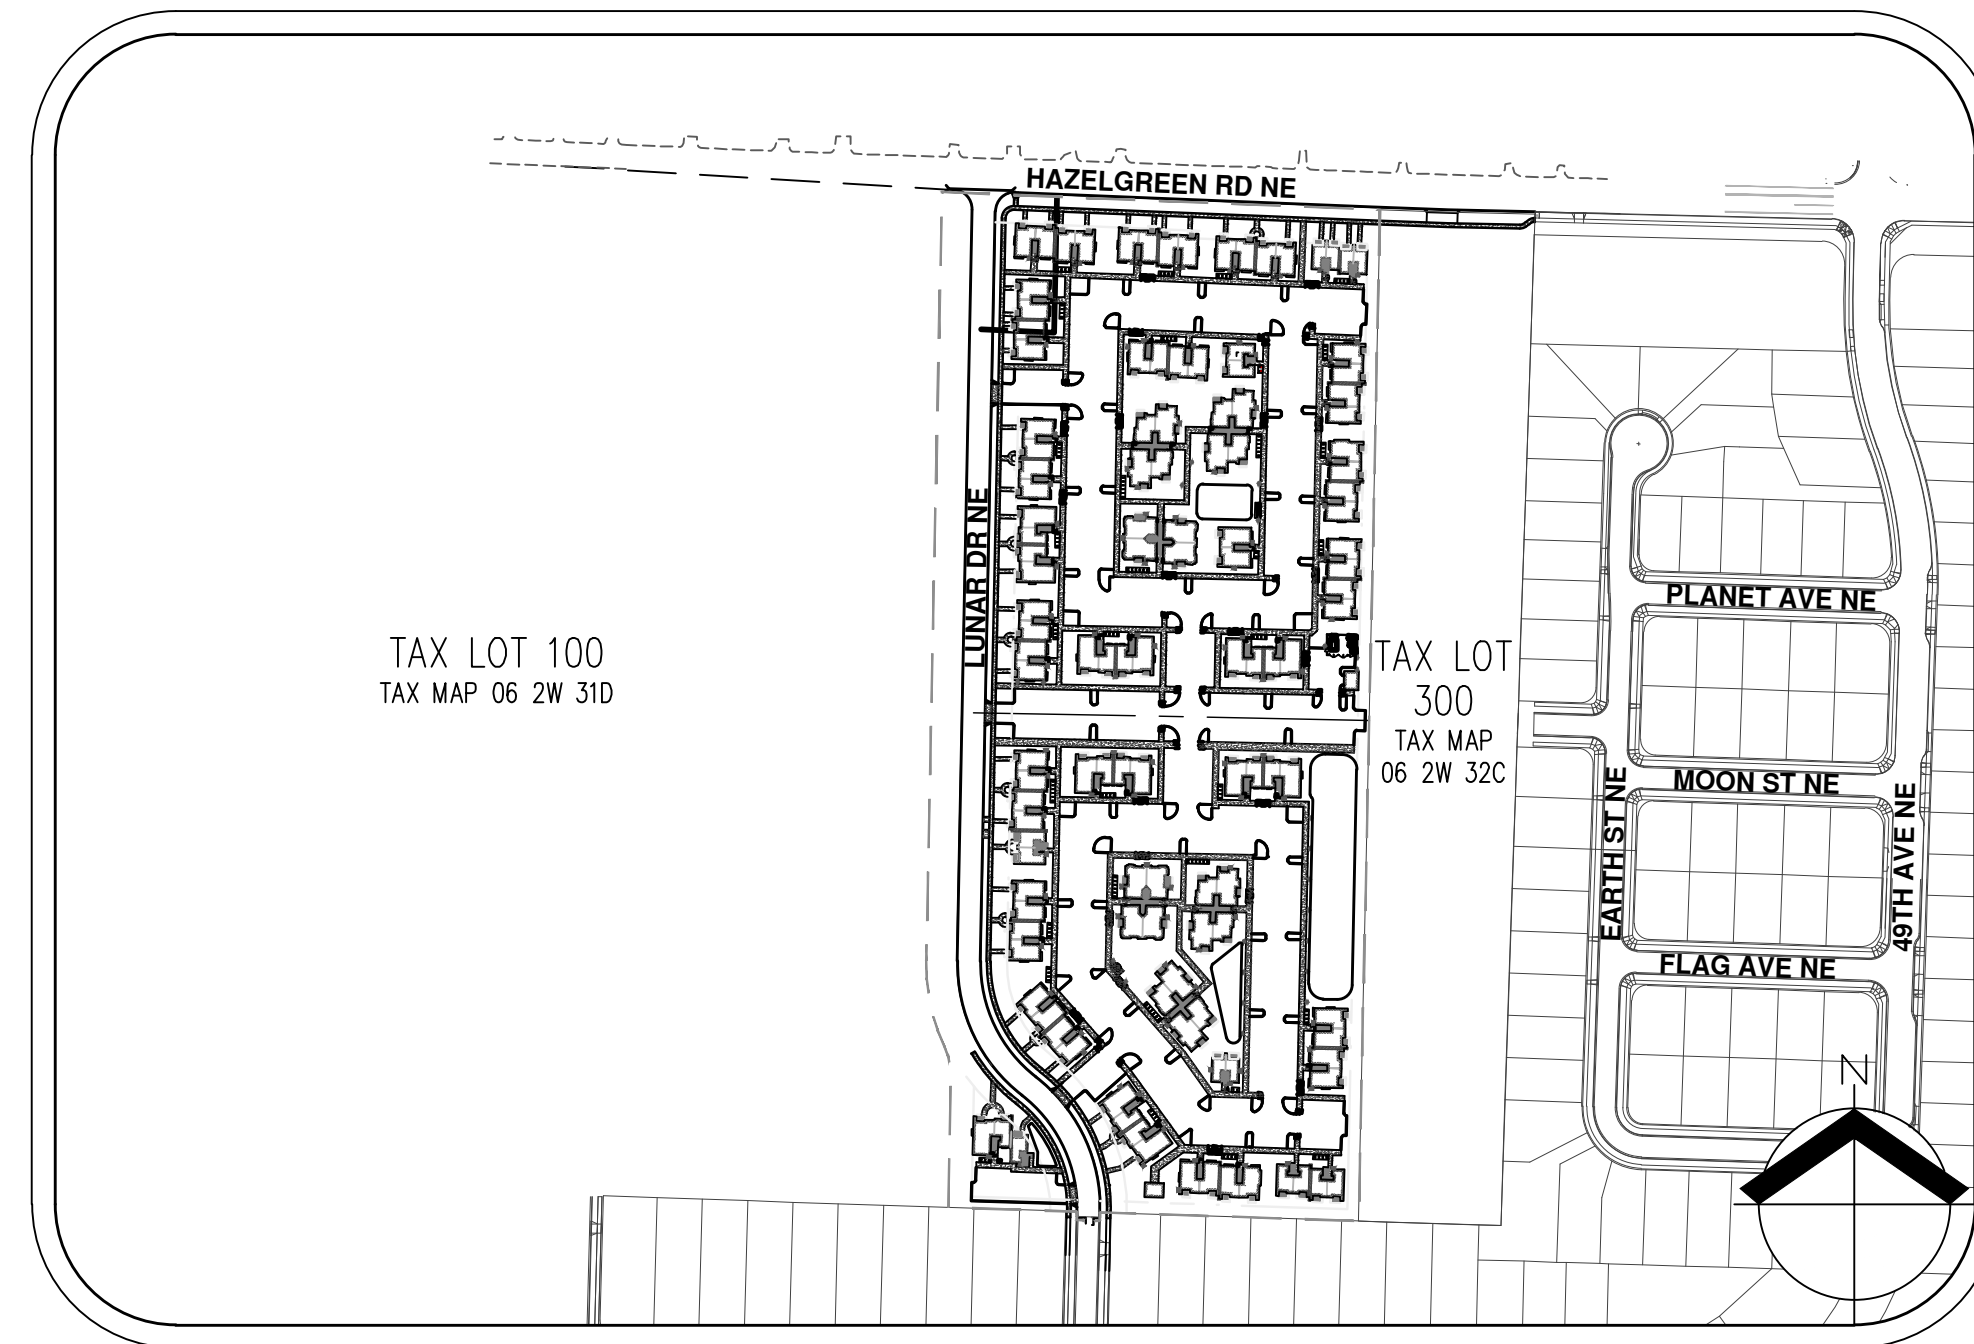 HAZELGREEN RD NE
LUNAR DR NE
TAX LOT 100
TAX MAP 06 2W 31D
TAX LOT
300
TAX MAP
06 2W 32C
PLANET AVE NE
MOON ST NE
EARTH ST NE
49TH AVE NE
FLAG AVE NE
N